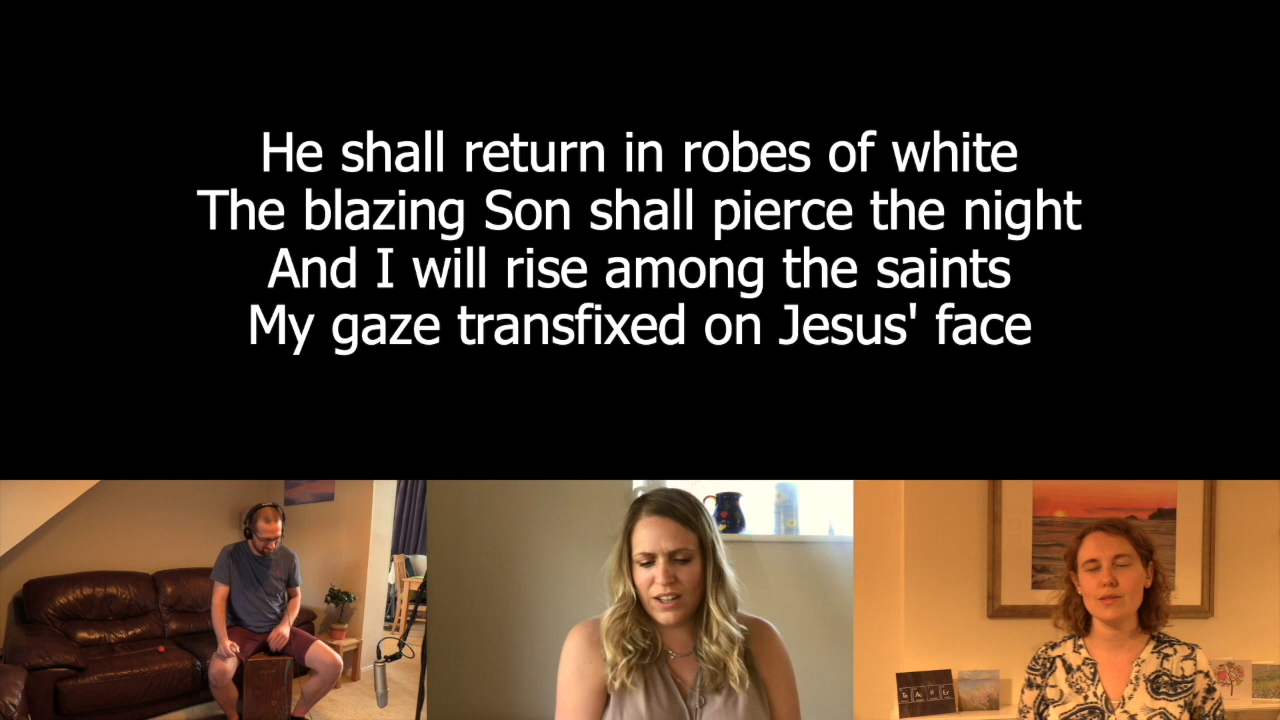 He shall return in robes of white
The blazing Son shall pierce the night
And I will rise among the saints
My gaze transfixed on Jesus' face